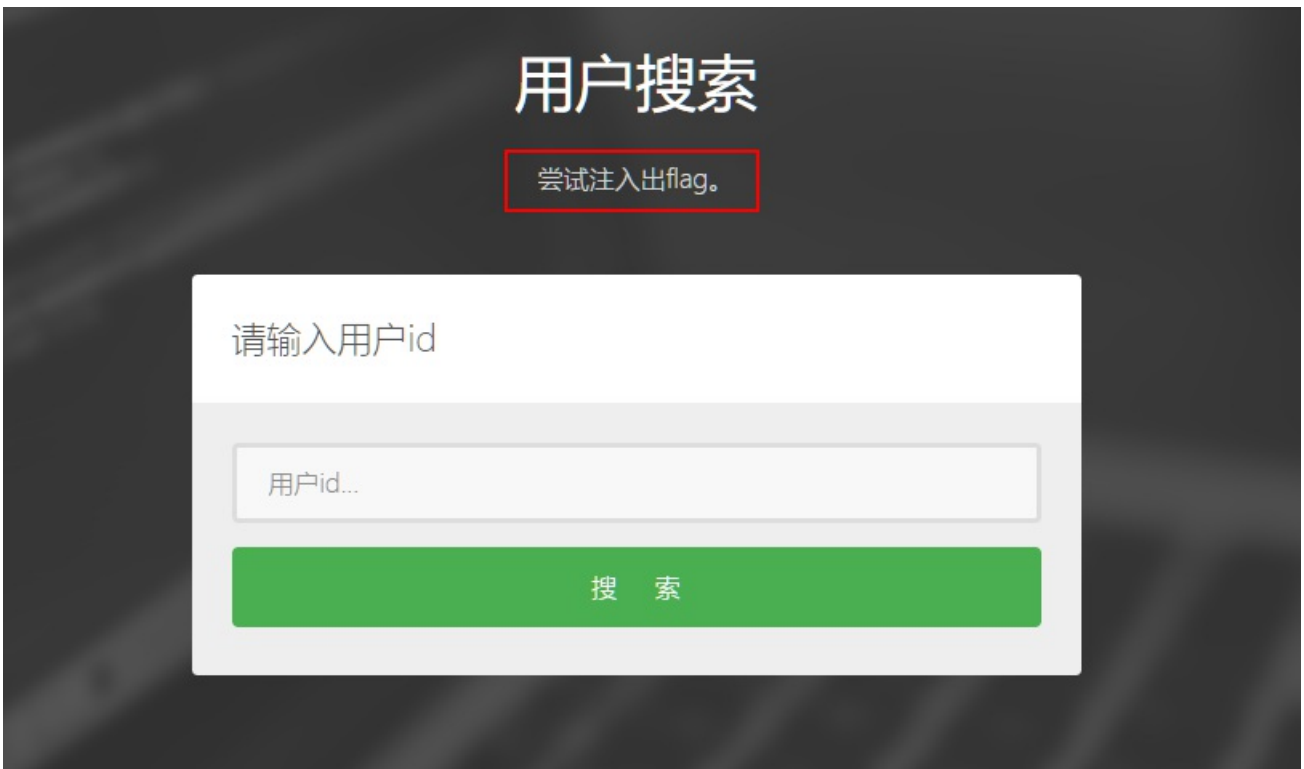 用户搜索
尝试注入出flag。
请输入用户id
用户id...
搜 索